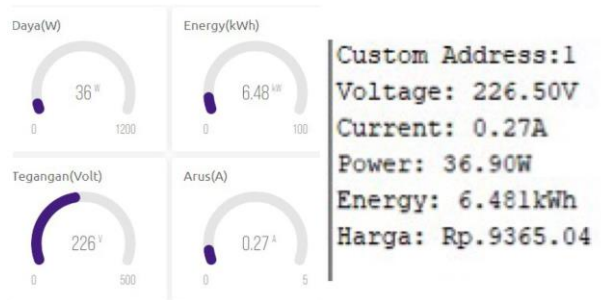 Daya(W)
36 W
0
1200
Energy(kWh)
6.48 kW
0
100
Tegangan(Volt)
226 V
0
500
Arus(A)
0.27 A
0
5
Custom Address:1
Voltage: 226.50V
Current: 0.27A
Power: 36.90W
Energy: 6.481kWh
Harga: Rp.9365.04